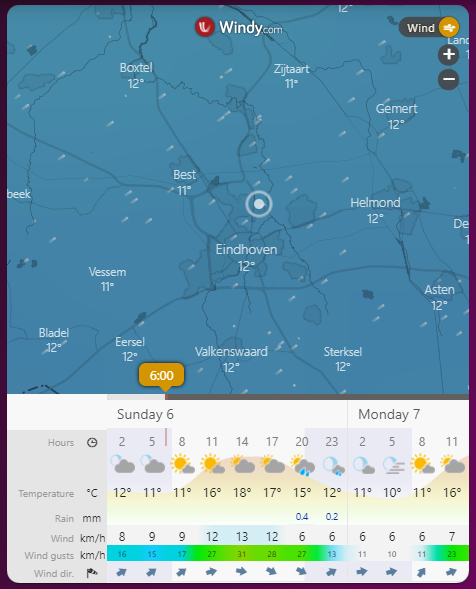 12°
Windy.com
Wind
Boxtel
12°
Zijtaart
11°
+
−
Gemert
12°
Best
11°
beek
Helmond
12°
Eindhoven
12°
De
Vessem
11°
Asten
12°
Bladel
12°
Eersel
12°
Valkenswaard
12°
Sterksel
12°
6:00
Sunday 6 Monday 7
Hours 2 5 8 11 14 17 20 23 2 5 8 11
Temperature °C 12° 11° 11° 16° 18° 17° 15° 12° 11° 10° 11° 16°
Rain mm 0.4 0.2
Wind km/h 8 9 9 12 13 12 6 6 6 6 6 7
Wind gusts km/h 16 15 17 27 31 28 27 13 11 10 11 23
Wind dir.